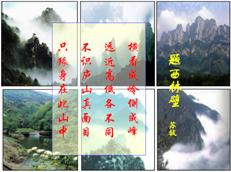 题西林壁
苏轼
横看成岭侧成峰
远近高低各不同
不识庐山真面目
只缘身在此山中